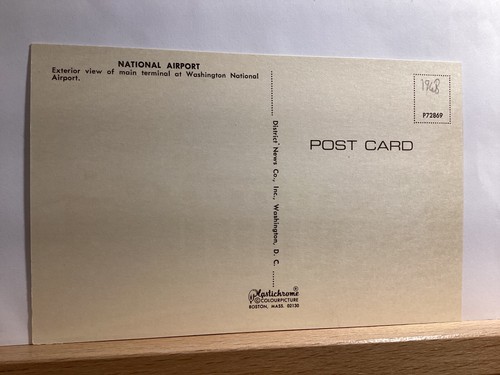 NATIONAL AIRPORT
Exterior view of main terminal at Washington National
Airport.
1948
P72869
POST CARD
District News Co., Inc., Washington, D. C.
Plastichrome ®
© COLOURPICTURE
BOSTON, MASS. 02130